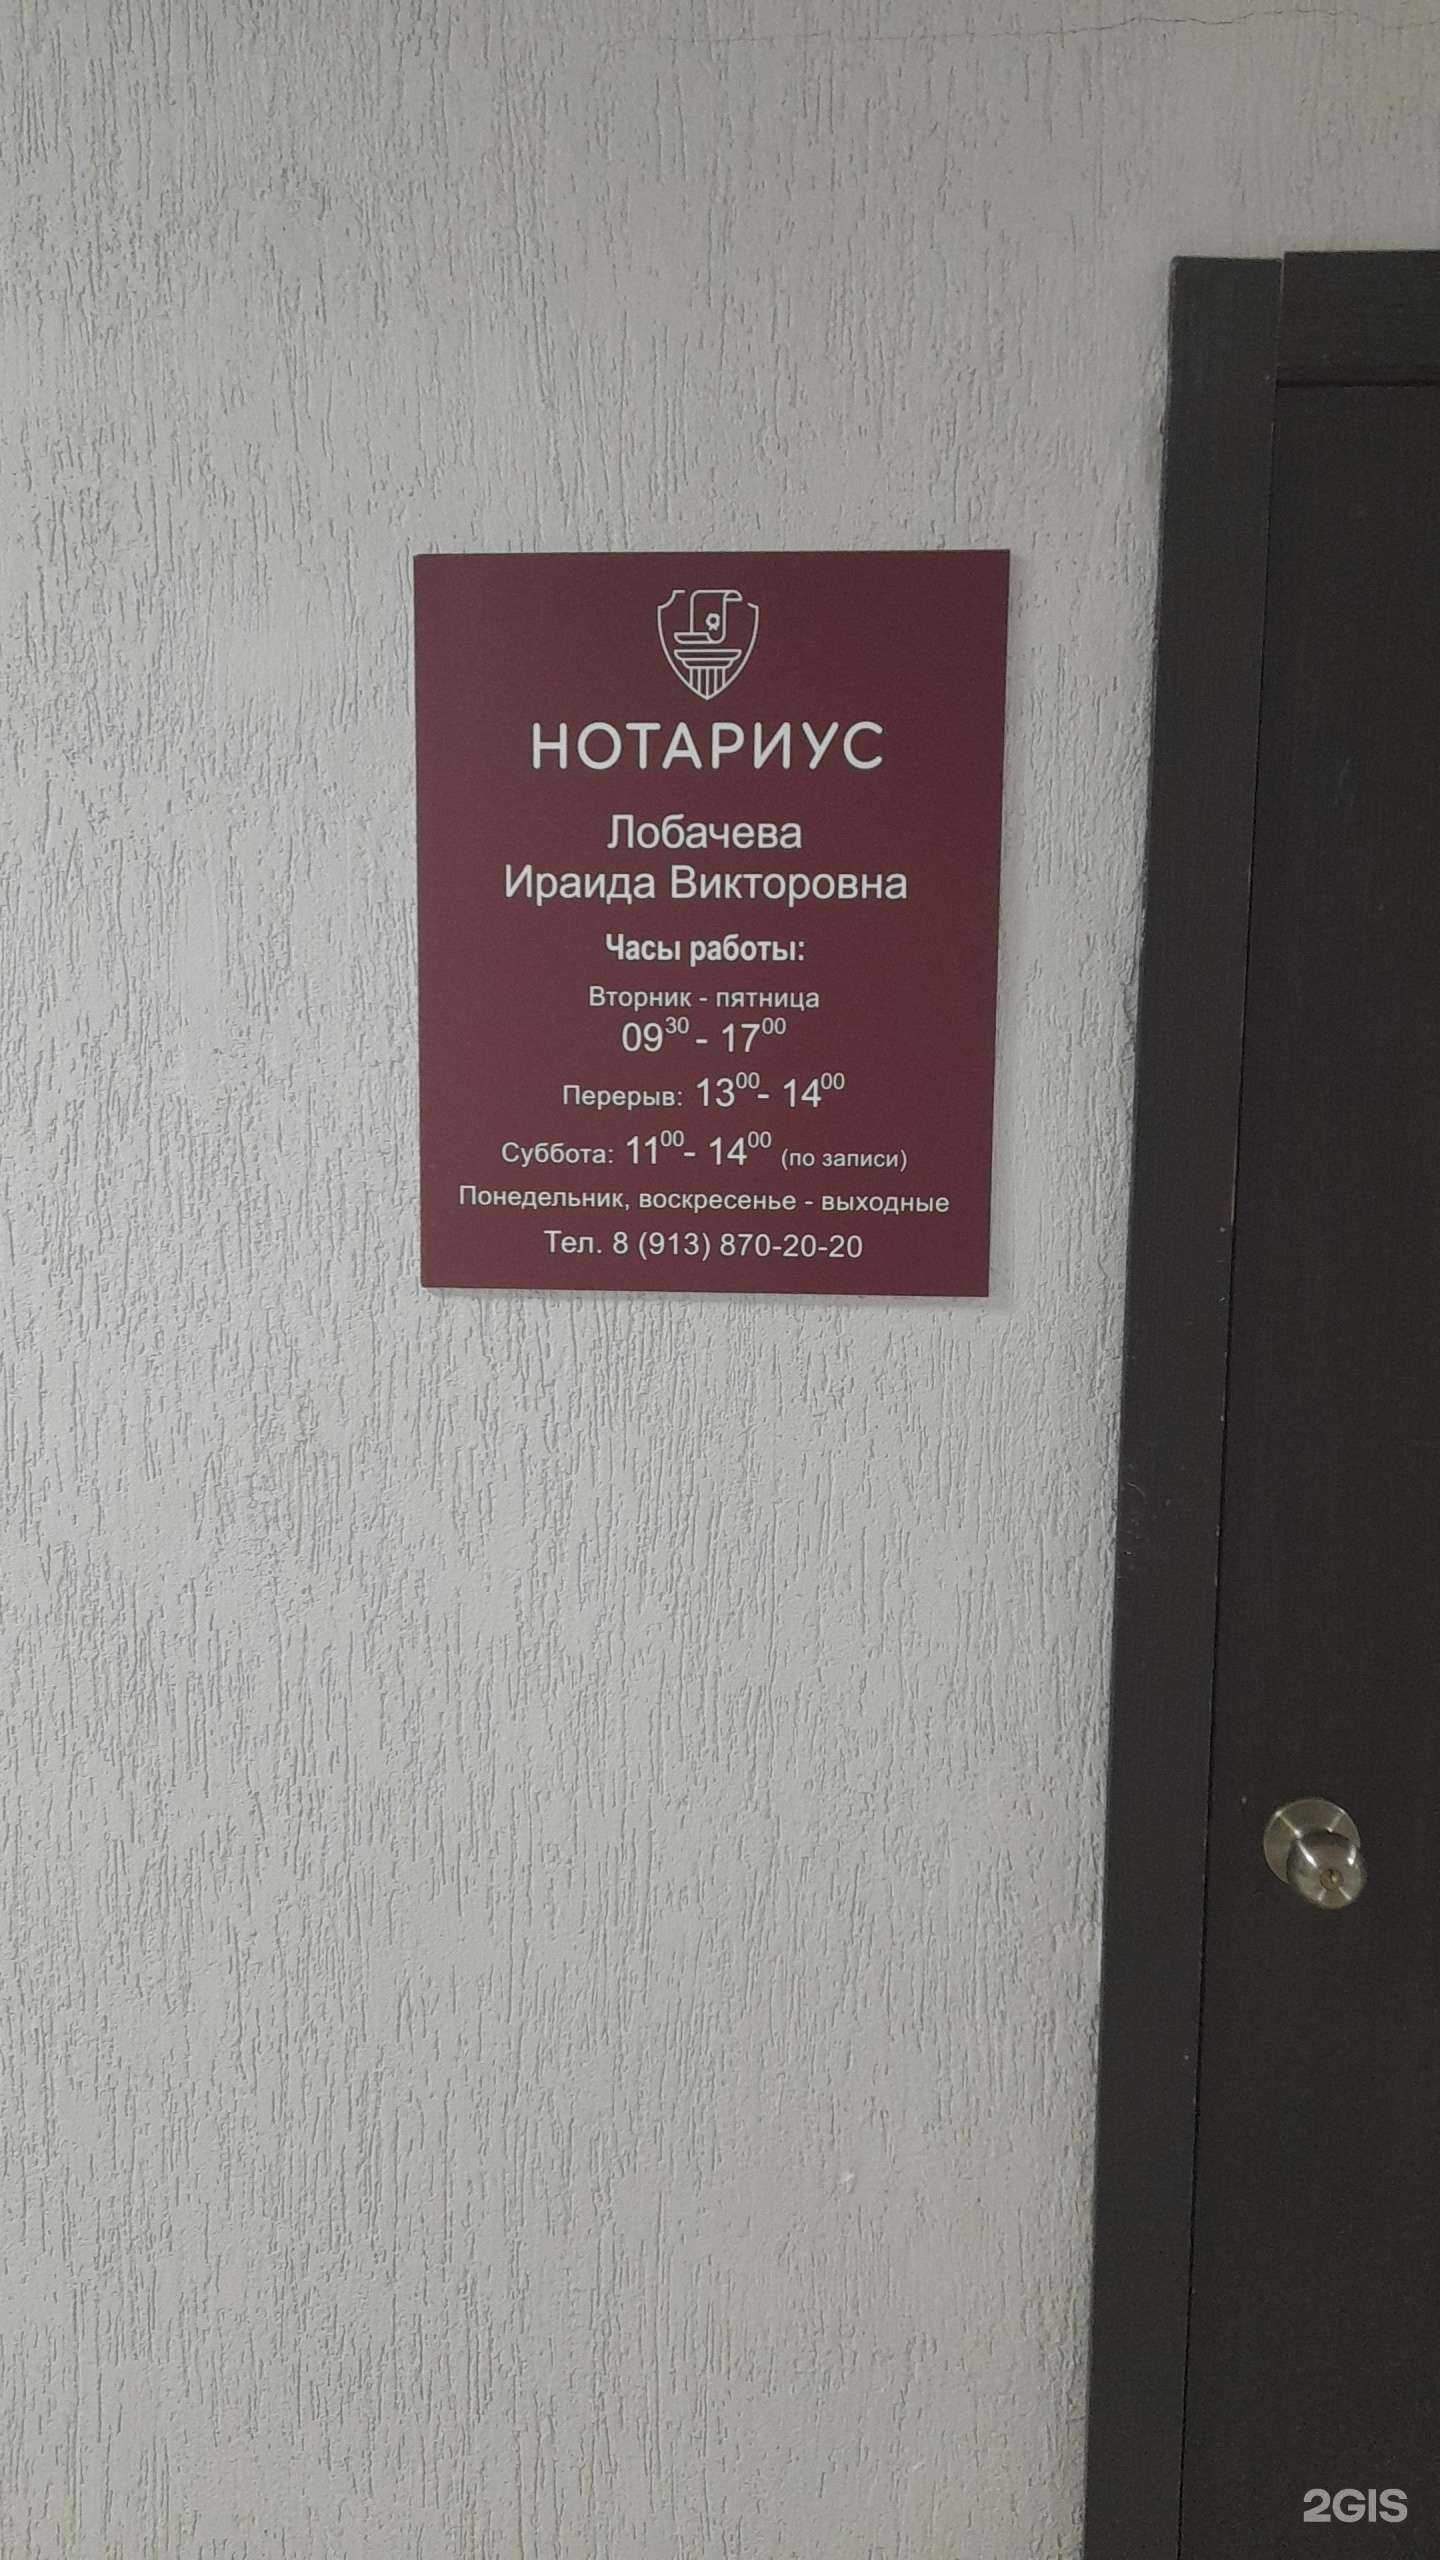 НОТАРИУС
Лобачева
Ираида Викторовна
Часы работы:
Вторник - пятница
09³⁰ - 17⁰⁰
Перерыв: 13⁰⁰- 14⁰⁰
Суббота: 11⁰⁰- 14⁰⁰ (по записи)
Понедельник, воскресенье - выходные
Тел. 8 (913) 870-20-20
2GIS